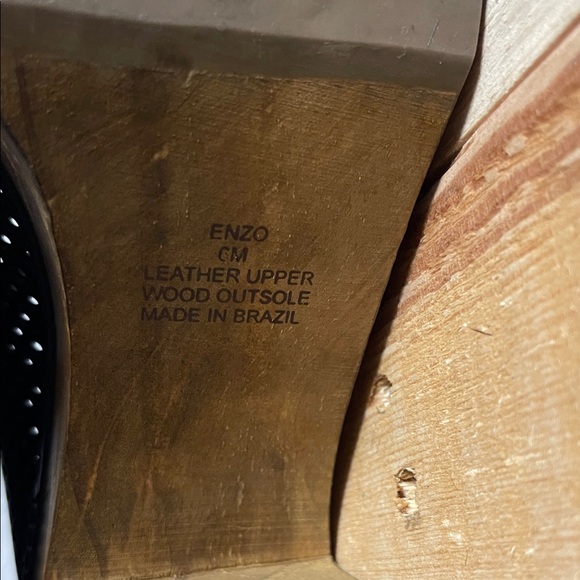 ENZO
6M
LEATHER UPPER
WOOD OUTSOLE
MADE IN BRAZIL